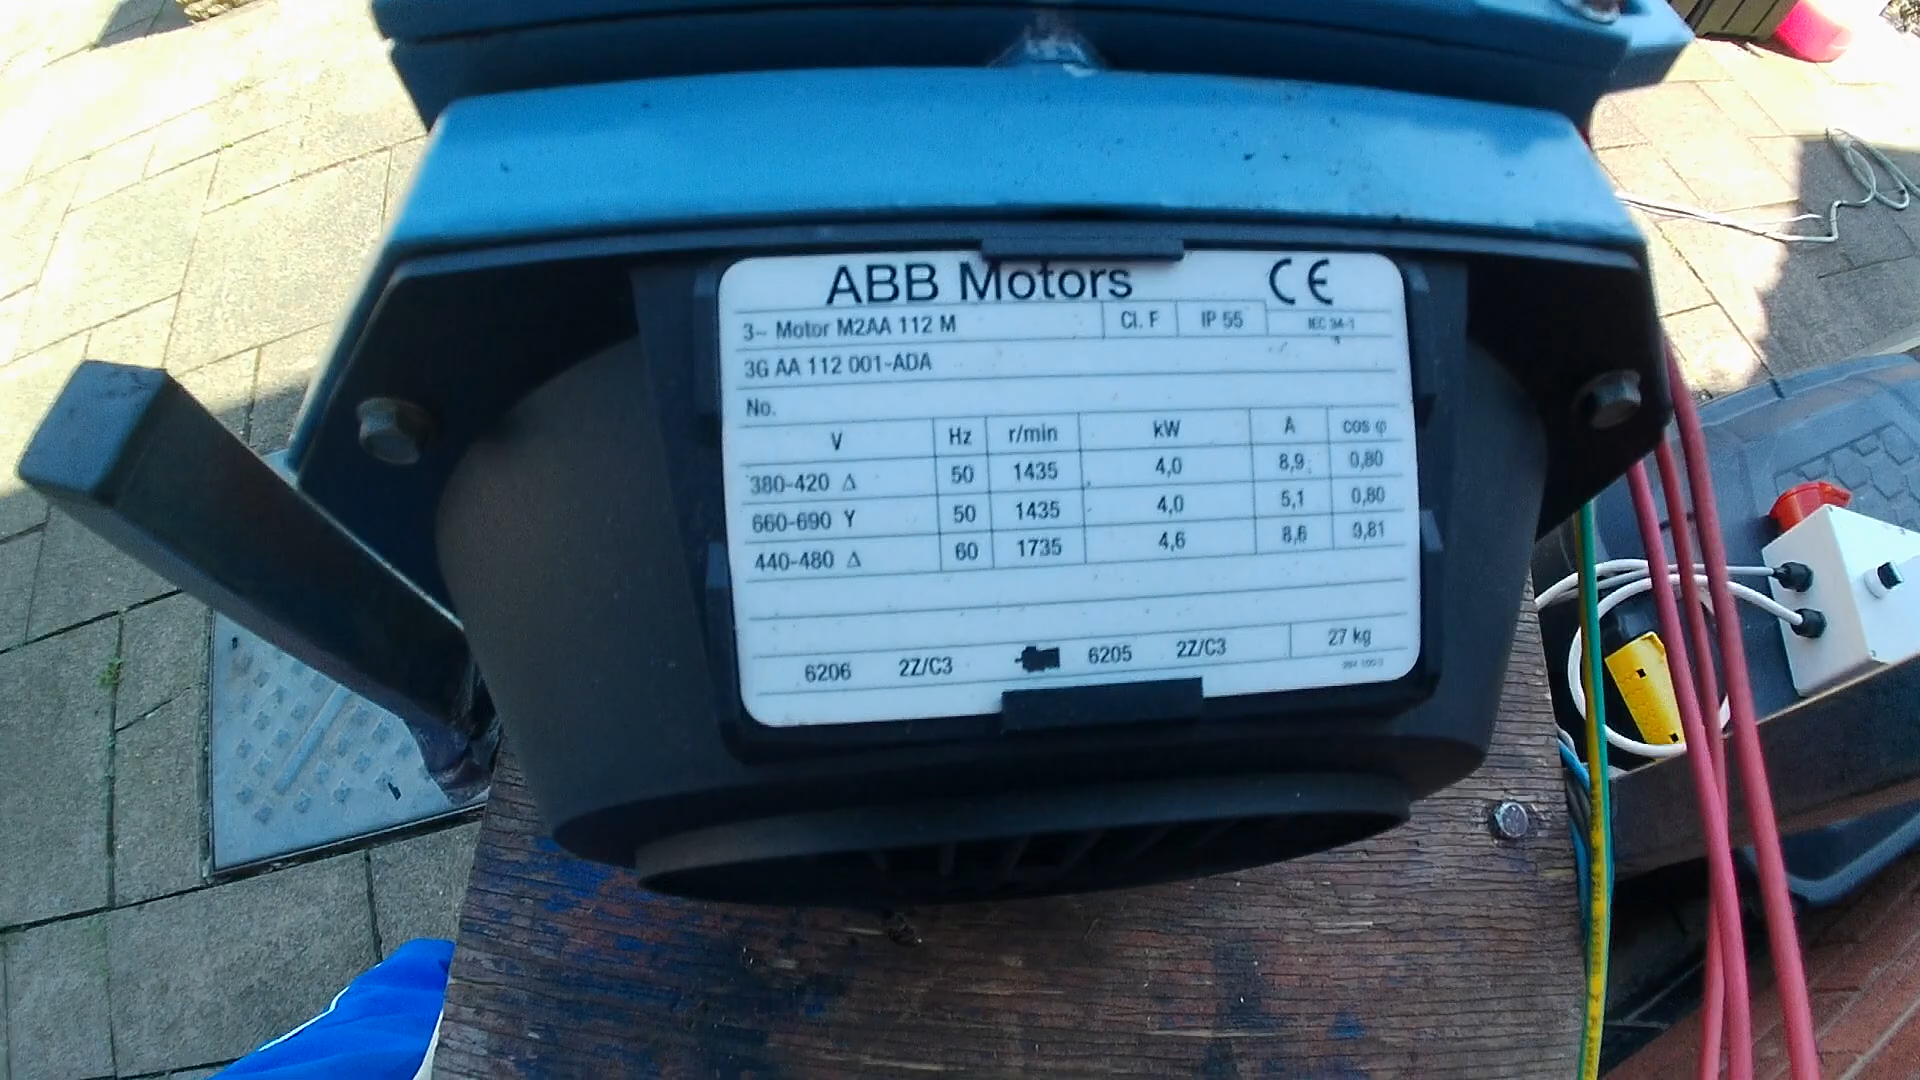 ABB Motors CE
3~ Motor M2AA 112 M Cl. F IP 55 IEC 34-1
3G AA 112 001-ADA
No.
V Hz r/min kW A cos φ
380-420 Δ 50 1435 4,0 8,9 0,80
660-690 Y 50 1435 4,0 5,1 0,80
440-480 Δ 60 1735 4,6 8,6 0,81
6206 2Z/C3 6205 2Z/C3 27 kg